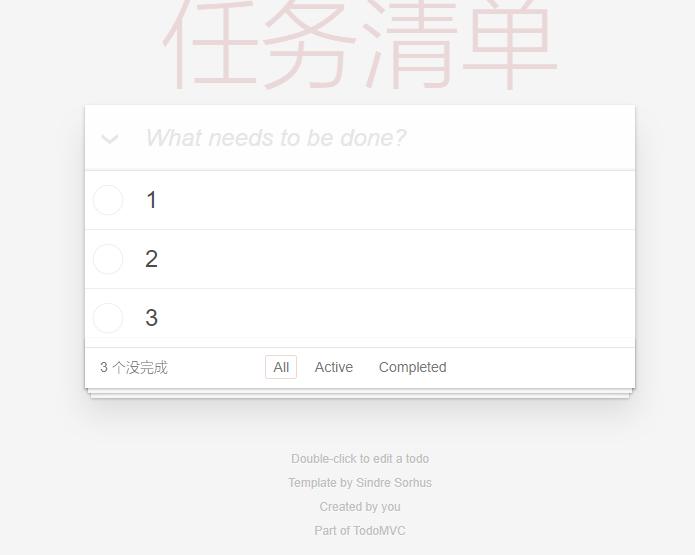 任务清单
What needs to be done?
1
2
3
3 个没完成 All Active Completed
Double-click to edit a todo
Template by Sindre Sorhus
Created by you
Part of TodoMVC